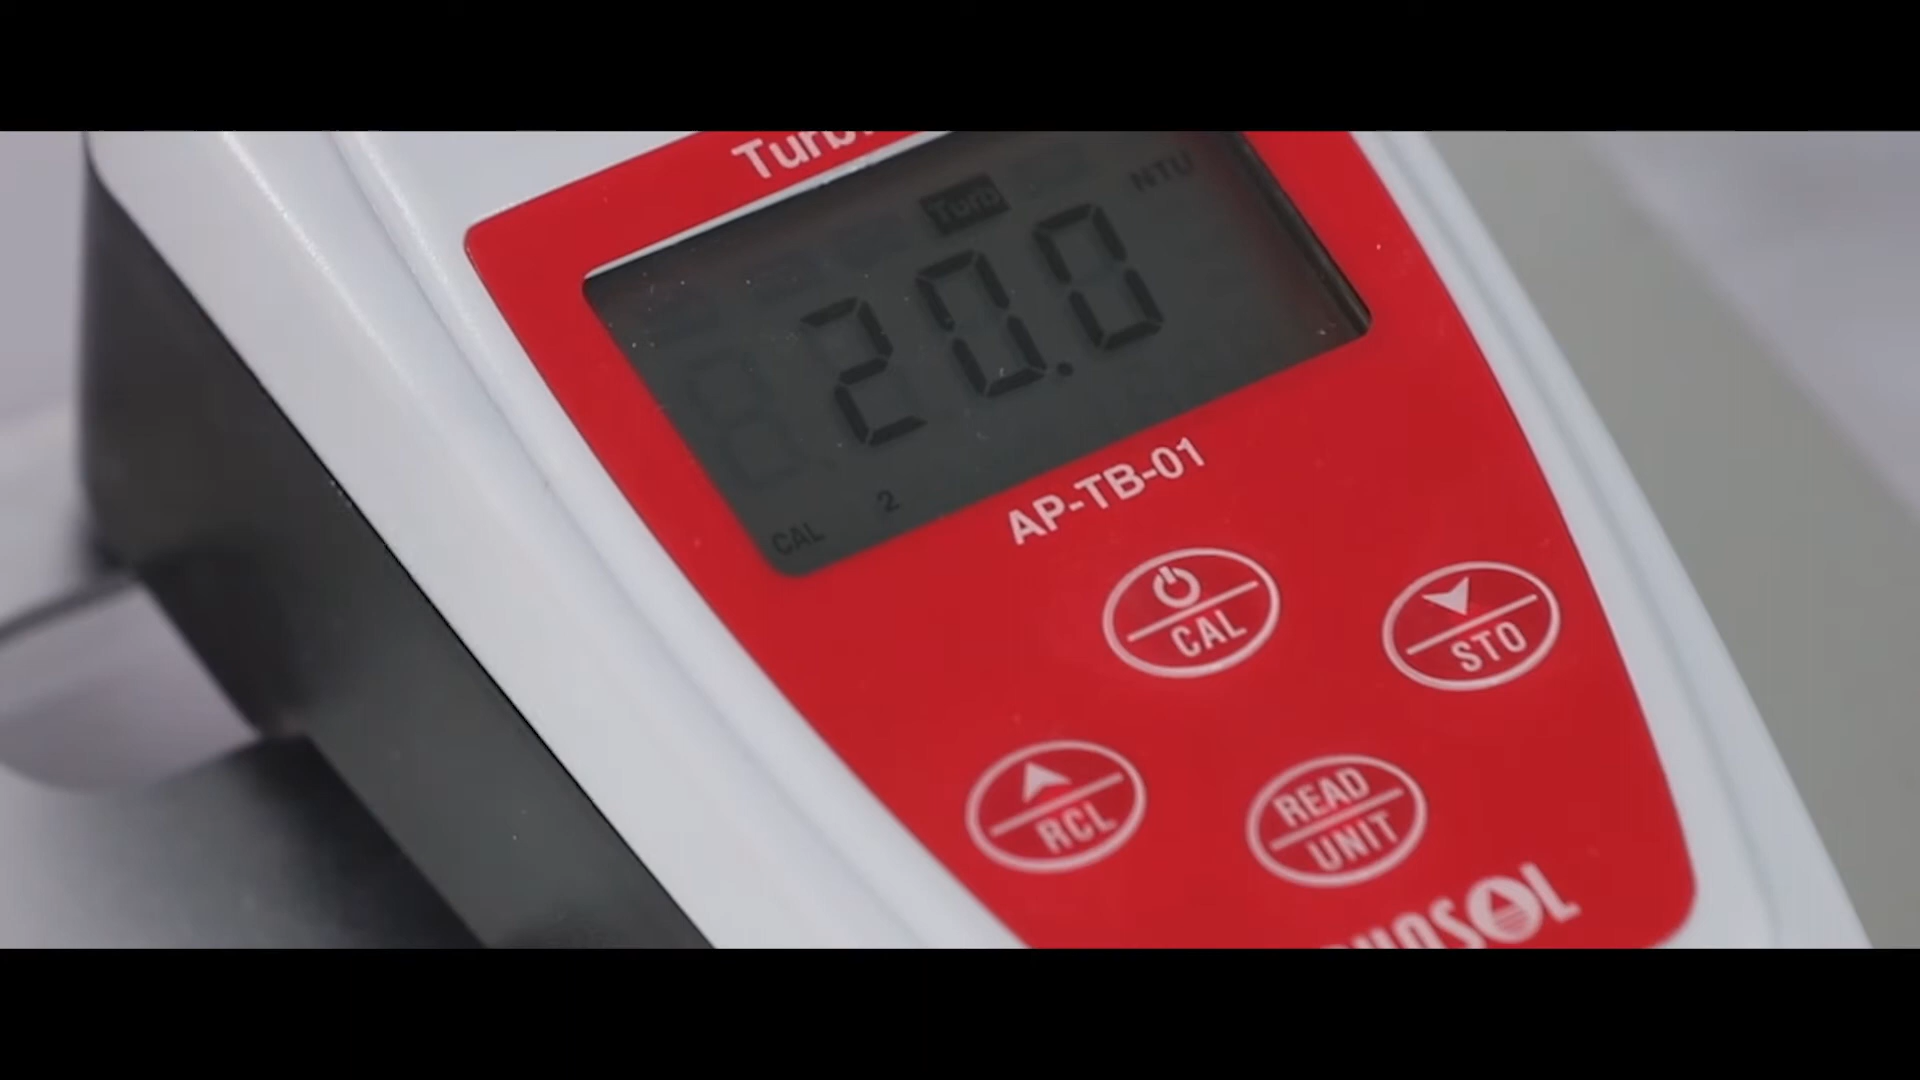 Turb
Turb NTU
20.0
CAL 2
AP-TB-01
CAL
STO
RCL
READ
UNIT